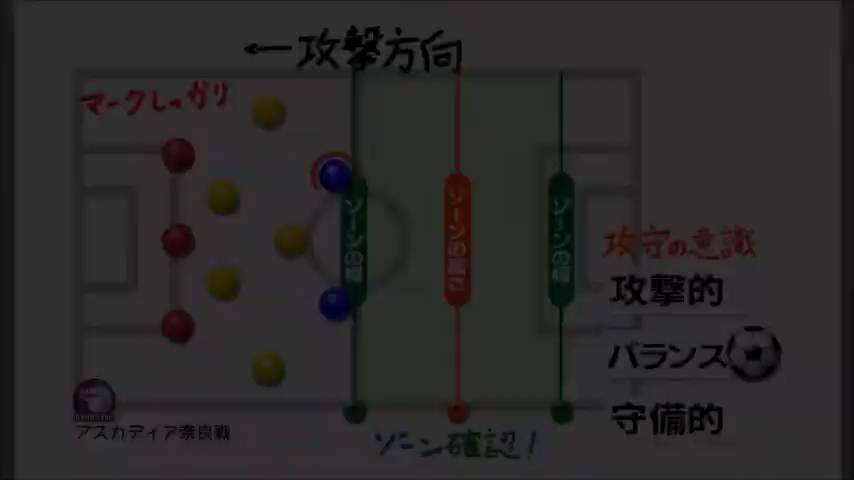 ←攻撃方向
マークしっかり
ゾーンの幅
ゾーンの高さ
ゾーンの幅
攻守の意識
攻撃的
バランス
守備的
アスカディア奈良戦
ゾーン確認！